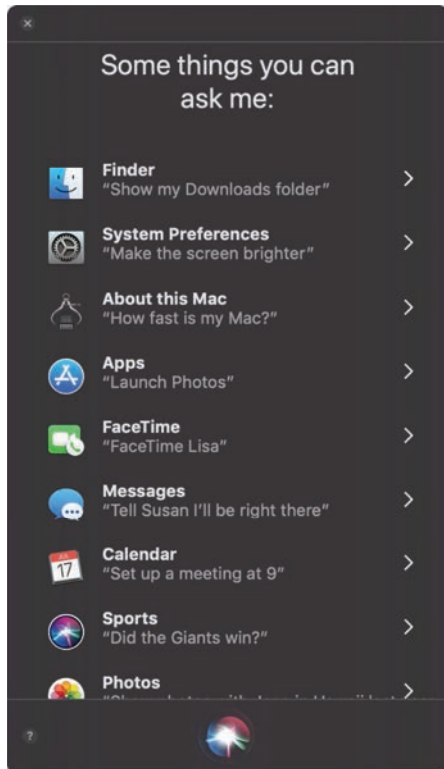 Some things you can
ask me:
Finder
“Show my Downloads folder”
System Preferences
“Make the screen brighter”
About this Mac
“How fast is my Mac?”
Apps
“Launch Photos”
FaceTime
“FaceTime Lisa”
Messages
“Tell Susan I’ll be right there”
JUL
17
Calendar
“Set up a meeting at 9”
Sports
“Did the Giants win?”
Photos
?